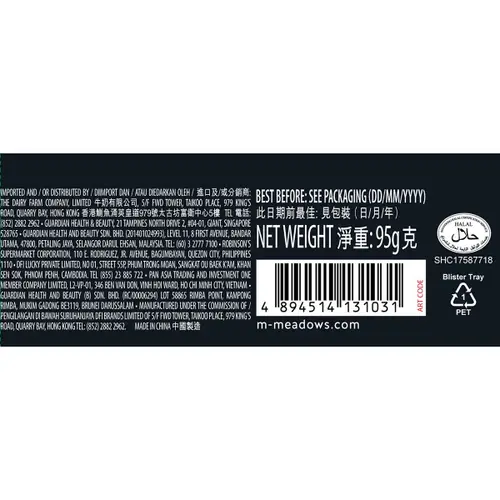 IMPORTED AND / OR DISTRIBUTED BY / DIIMPORT DAN / ATAU DIEDARKAN OLEH / 進口及/或分銷商:
THE DAIRY FARM COMPANY, LIMITED 牛奶有限公司, 5/F FWD TOWER, TAIKOO PLACE, 979 KING'S
ROAD, QUARRY BAY, HONG KONG 香港鰂魚涌英皇道979號太古坊富衛中心5樓 TEL
(852) 2882 2962 • GUARDIAN HEALTH & BEAUTY, 21 TAMPINES NORTH DRIVE 2, #04-01, GIANT, SINGAPORE
528765 • GUARDIAN HEALTH AND BEAUTY SDN. BHD. (201401024993), LEVEL 11, 8 FIRST AVENUE, BANDAR
UTAMA, 47800, PETALING JAYA, SELANGOR DARUL EHSAN, MALAYSIA. TEL: (60) 3 2777 7100 • ROBINSON'S
SUPERMARKET CORPORATION, 110 E. RODRIGUEZ, JR. AVENUE, BAGUMBAYAN, QUEZON CITY, PHILIPPINES
1110 • DFI LUCKY PRIVATE LIMITED, NO 01, STREET 55P, PHUM TRONG MOAN, SANGKAT OU BAEK K'AM, KHAN
SEN SOK, PHNOM PENH, CAMBODIA. TEL (855) 23 885 722 • PAN ASIA TRADING AND INVESTMENT ONE
MEMBER COMPANY LIMITED, L2-VP-01, 346 BEN VAN DON, VINH HOI WARD, HO CHI MINH CITY, VIETNAM •
GUARDIAN HEALTH AND BEAUTY (B) SDN. BHD. (RC/00006294) LOT 58865 RIMBA POINT, KAMPONG
RIMBA, MUKIM GADONG BE3119, BRUNEI DARUSSALAM • MANUFACTURED UNDER THE COMMISSION OF /
PENGILANGAN DI BAWAH SURUHANJAYA DFI BRANDS LIMITED OF 5/F FWD TOWER, TAIKOO PLACE, 979 KING'S
ROAD, QUARRY BAY, HONG KONG TEL: (852) 2882 2962. MADE IN CHINA 中國製造
BEST BEFORE: SEE PACKAGING (DD/MM/YYYY)
此日期前最佳: 見包裝 (日/月/年)
NET WEIGHT 淨重: 95g 克
4 894514 131031
m-meadows.com
ART CODE
HALAL
حلال
SHC17587718
Blister Tray
1
PET